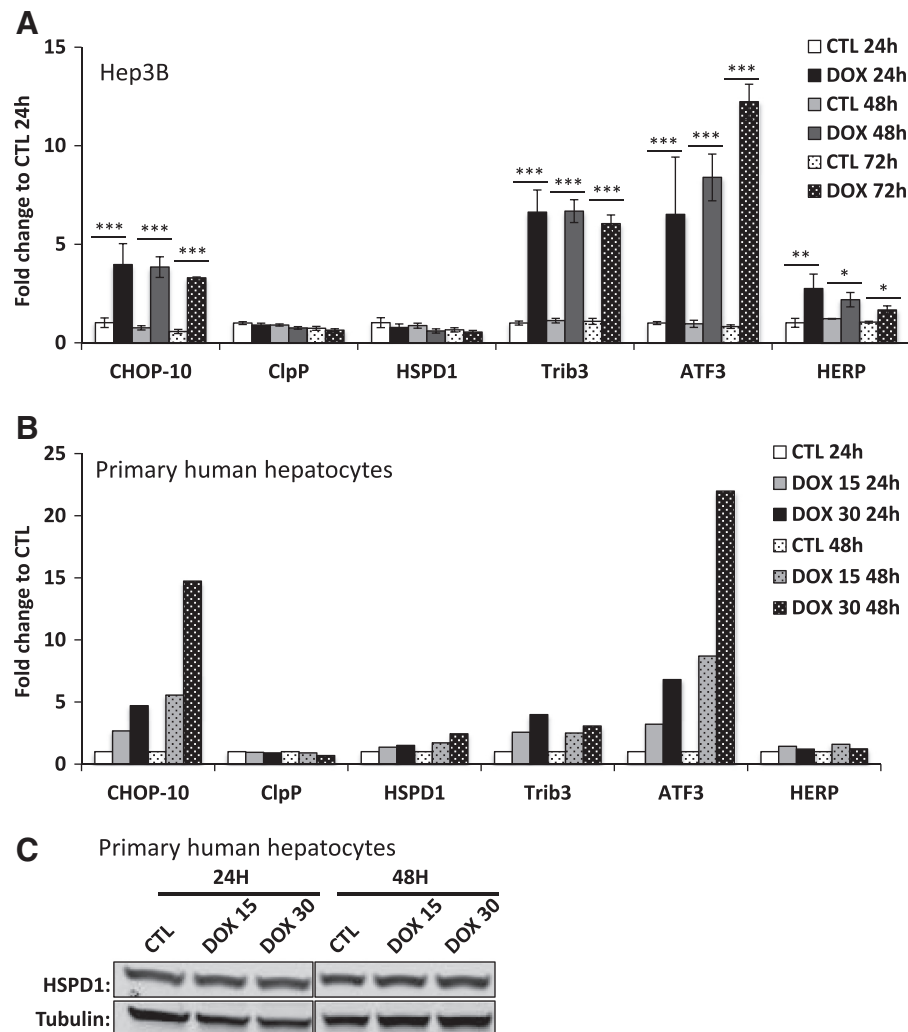 A
15
10
5
0
Fold change to CTL 24h
Hep3B
CTL 24h
DOX 24h
CTL 48h
DOX 48h
CTL 72h
DOX 72h
*** *** ***
*** *** ***
*** *** ***
** * *
CHOP-10 ClpP HSPD1 Trib3 ATF3 HERP
B
25
20
15
10
5
0
Fold change to CTL
Primary human hepatocytes
CTL 24h
DOX 15 24h
DOX 30 24h
CTL 48h
DOX 15 48h
DOX 30 48h
CHOP-10 ClpP HSPD1 Trib3 ATF3 HERP
C
Primary human hepatocytes
24H 48H
CTL DOX 15 DOX 30 CTL DOX 15 DOX 30
HSPD1:
Tubulin: